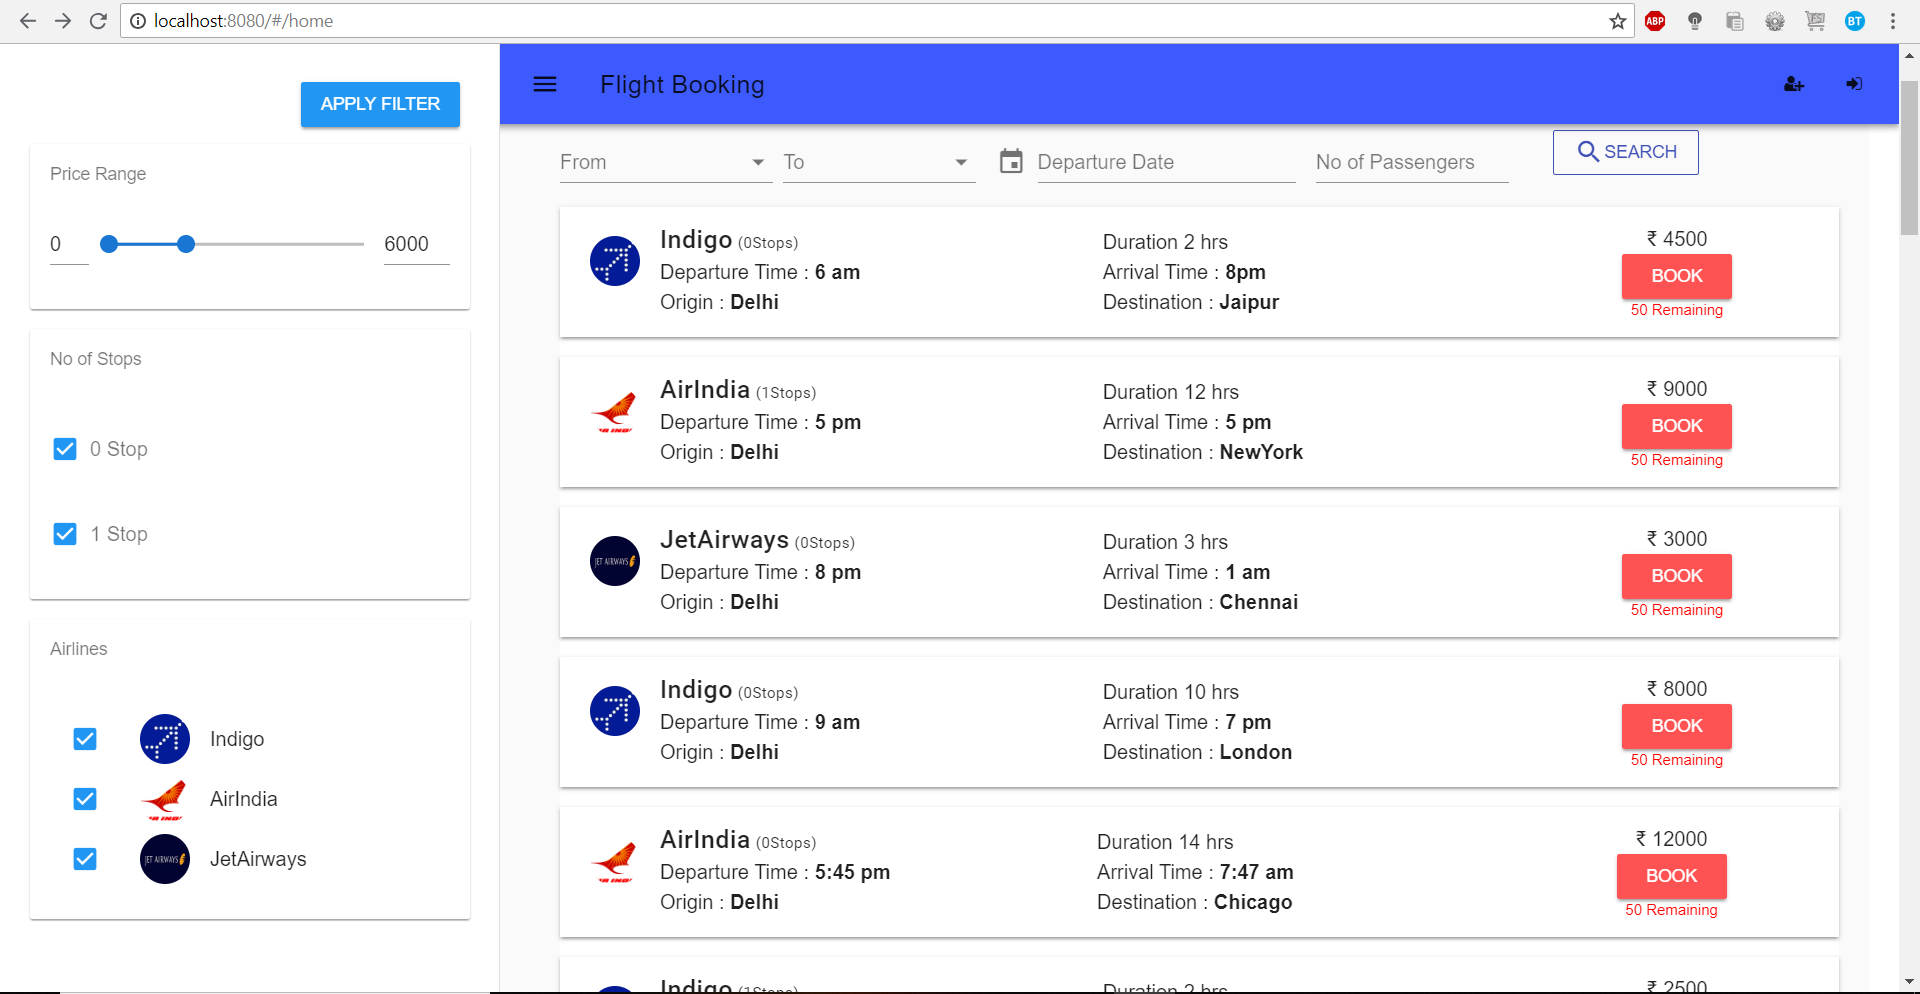 localhost:8080/#/home
ABP
BT
APPLY FILTER
Price Range
0
6000
No of Stops
0 Stop
1 Stop
Airlines
Indigo
AirIndia
JET AIRWAYS
JetAirways
Flight Booking
From
To
Departure Date
No of Passengers
SEARCH
Indigo (0Stops)
Departure Time : 6 am
Origin : Delhi
Duration 2 hrs
Arrival Time : 8pm
Destination : Jaipur
₹ 4500
BOOK
50 Remaining
AirIndia (1Stops)
Departure Time : 5 pm
Origin : Delhi
Duration 12 hrs
Arrival Time : 5 pm
Destination : NewYork
₹ 9000
BOOK
50 Remaining
JET AIRWAYS
JetAirways (0Stops)
Departure Time : 8 pm
Origin : Delhi
Duration 3 hrs
Arrival Time : 1 am
Destination : Chennai
₹ 3000
BOOK
50 Remaining
Indigo (0Stops)
Departure Time : 9 am
Origin : Delhi
Duration 10 hrs
Arrival Time : 7 pm
Destination : London
₹ 8000
BOOK
50 Remaining
AirIndia (0Stops)
Departure Time : 5:45 pm
Origin : Delhi
Duration 14 hrs
Arrival Time : 7:47 am
Destination : Chicago
₹ 12000
BOOK
50 Remaining
Indigo (1Stops)
Duration 2 hrs
₹ 2500